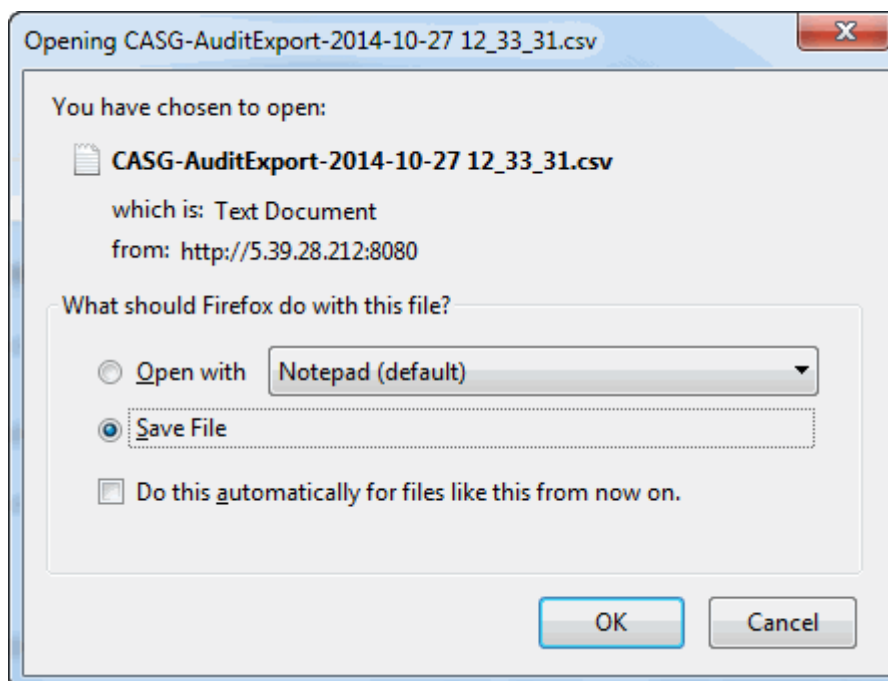 Opening CASG-AuditExport-2014-10-27 12_33_31.csv
You have chosen to open:
CASG-AuditExport-2014-10-27 12_33_31.csv
which is: Text Document
from: http://5.39.28.212:8080
What should Firefox do with this file?
Open with Notepad (default)
Save File
Do this automatically for files like this from now on.
OK Cancel